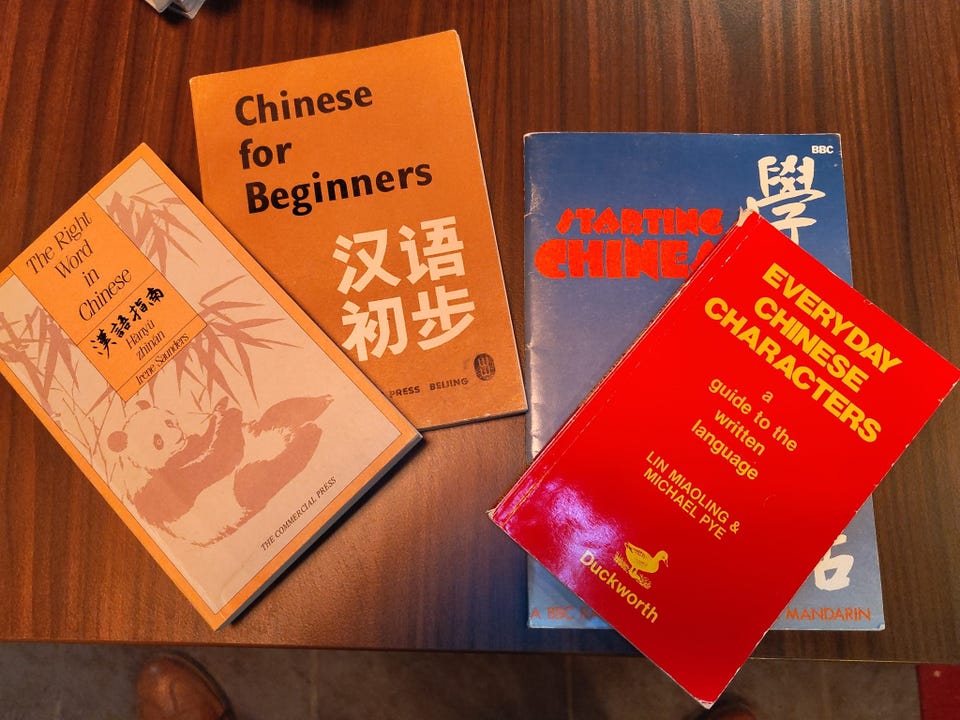 The Right
Word
in
Chinese
漢語指南
Hànyǔ
zhǐnán
Irene Saunders
THE COMMERCIAL PRESS
Chinese
for
Beginners
汉语
初步
PRESS BEIJING
BBC
學
STARTING
CHINES
A BBC
MANDARIN
EVERYDAY
CHINESE
CHARACTERS
a
guide to the
written
language
LIN MIAOLING &
MICHAEL PYE
Duckworth